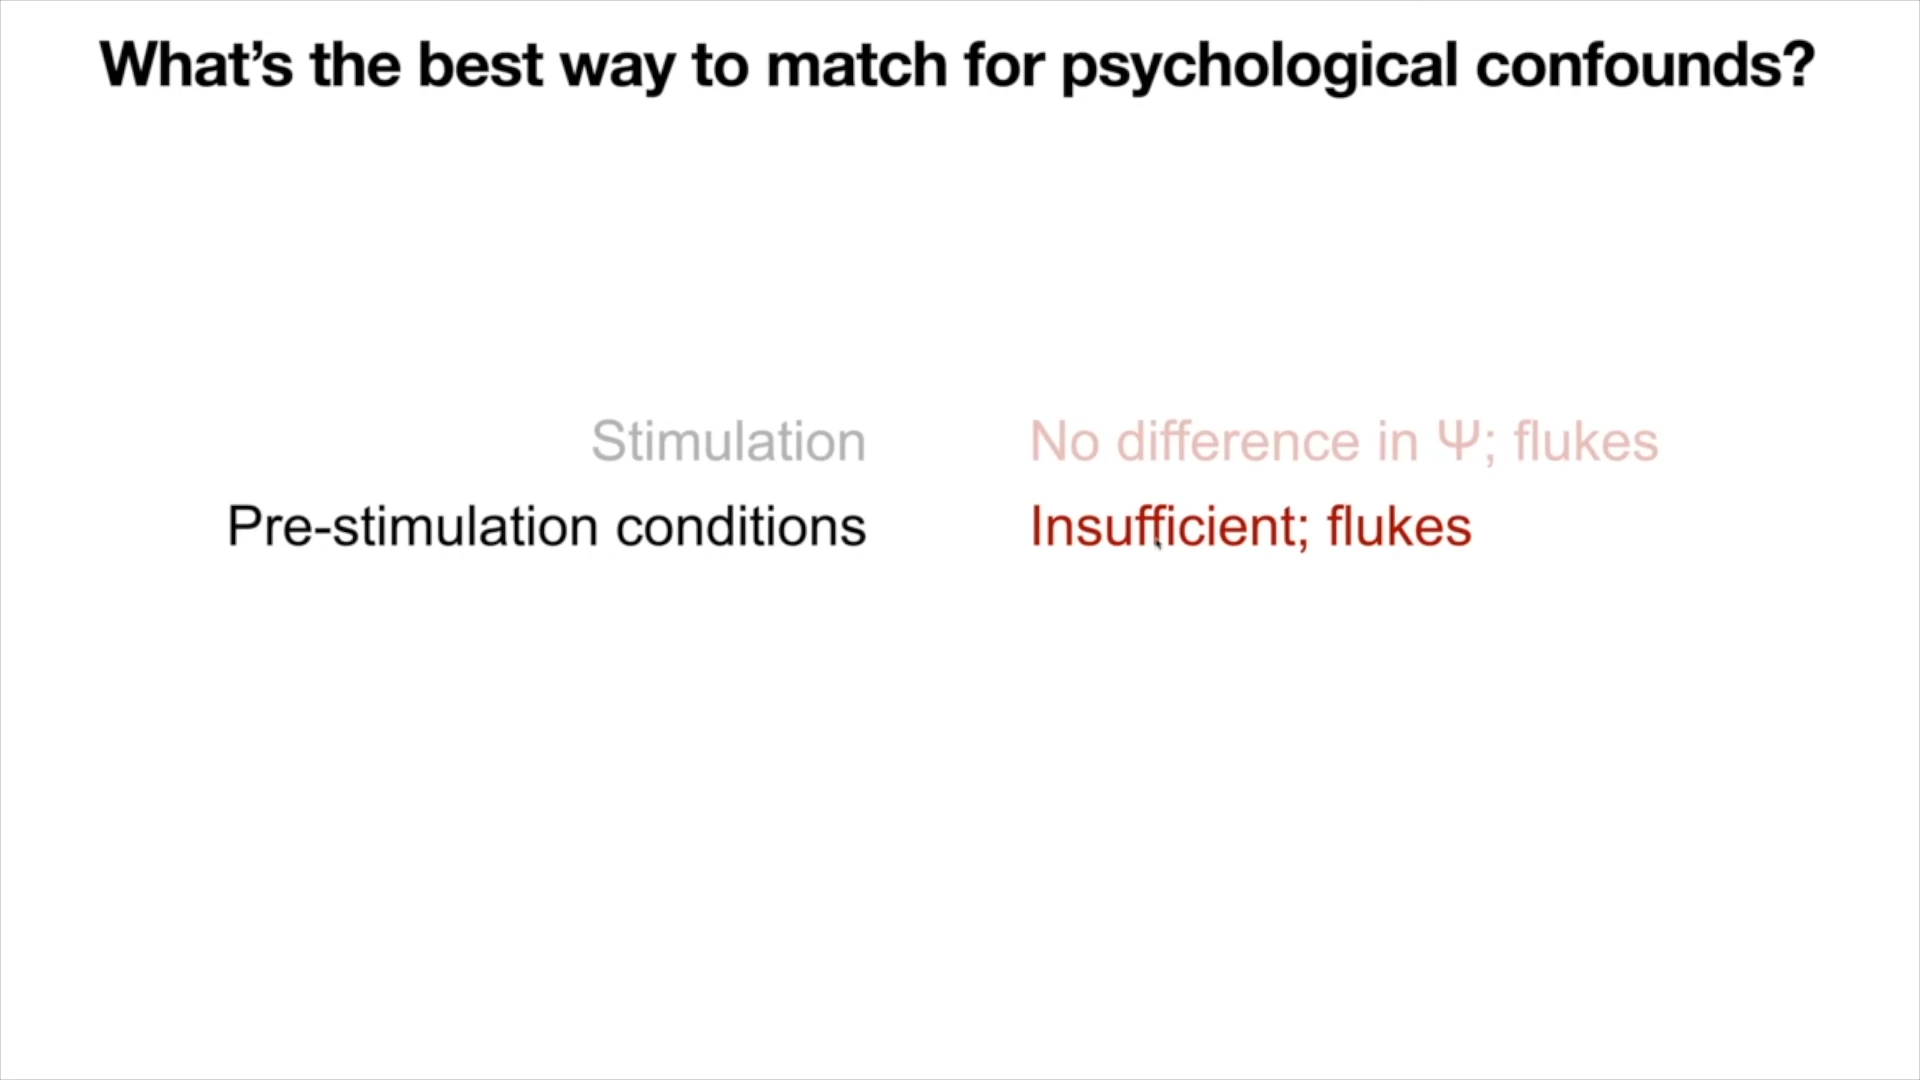 What’s the best way to match for psychological confounds?
Stimulation No difference in Ψ; flukes
Pre-stimulation conditions Insufficient; flukes